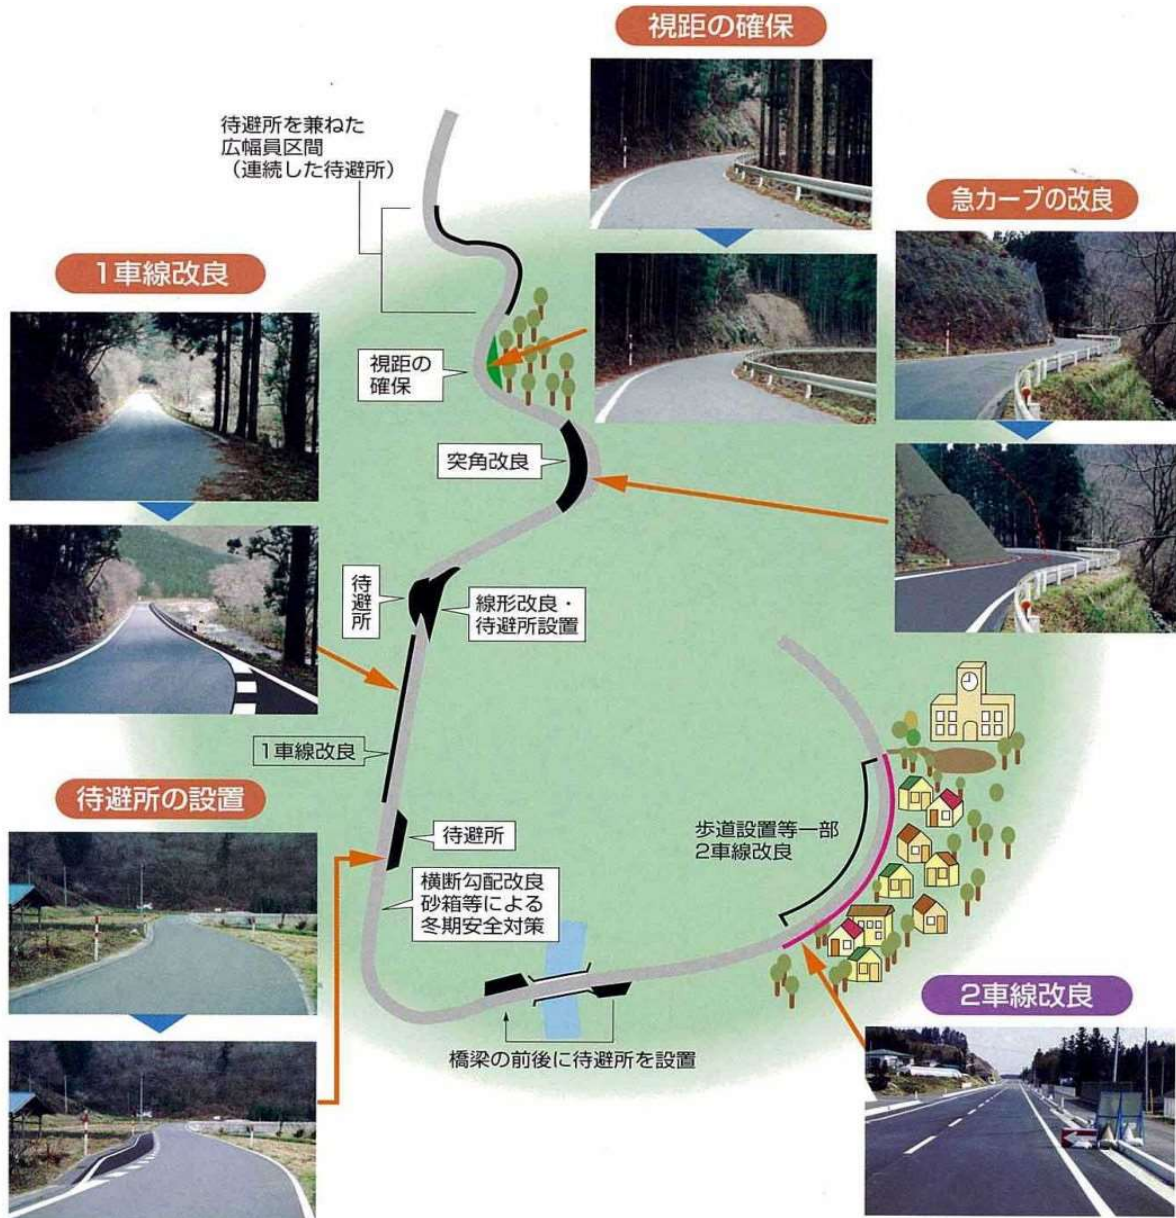 視距の確保
待避所を兼ねた
広幅員区間
（連続した待避所）
急カーブの改良
1車線改良
視距の
確保
突角改良
待避所
線形改良・
待避所設置
1車線改良
待避所の設置
待避所
歩道設置等一部
2車線改良
横断勾配改良
砂箱等による
冬期安全対策
2車線改良
橋梁の前後に待避所を設置